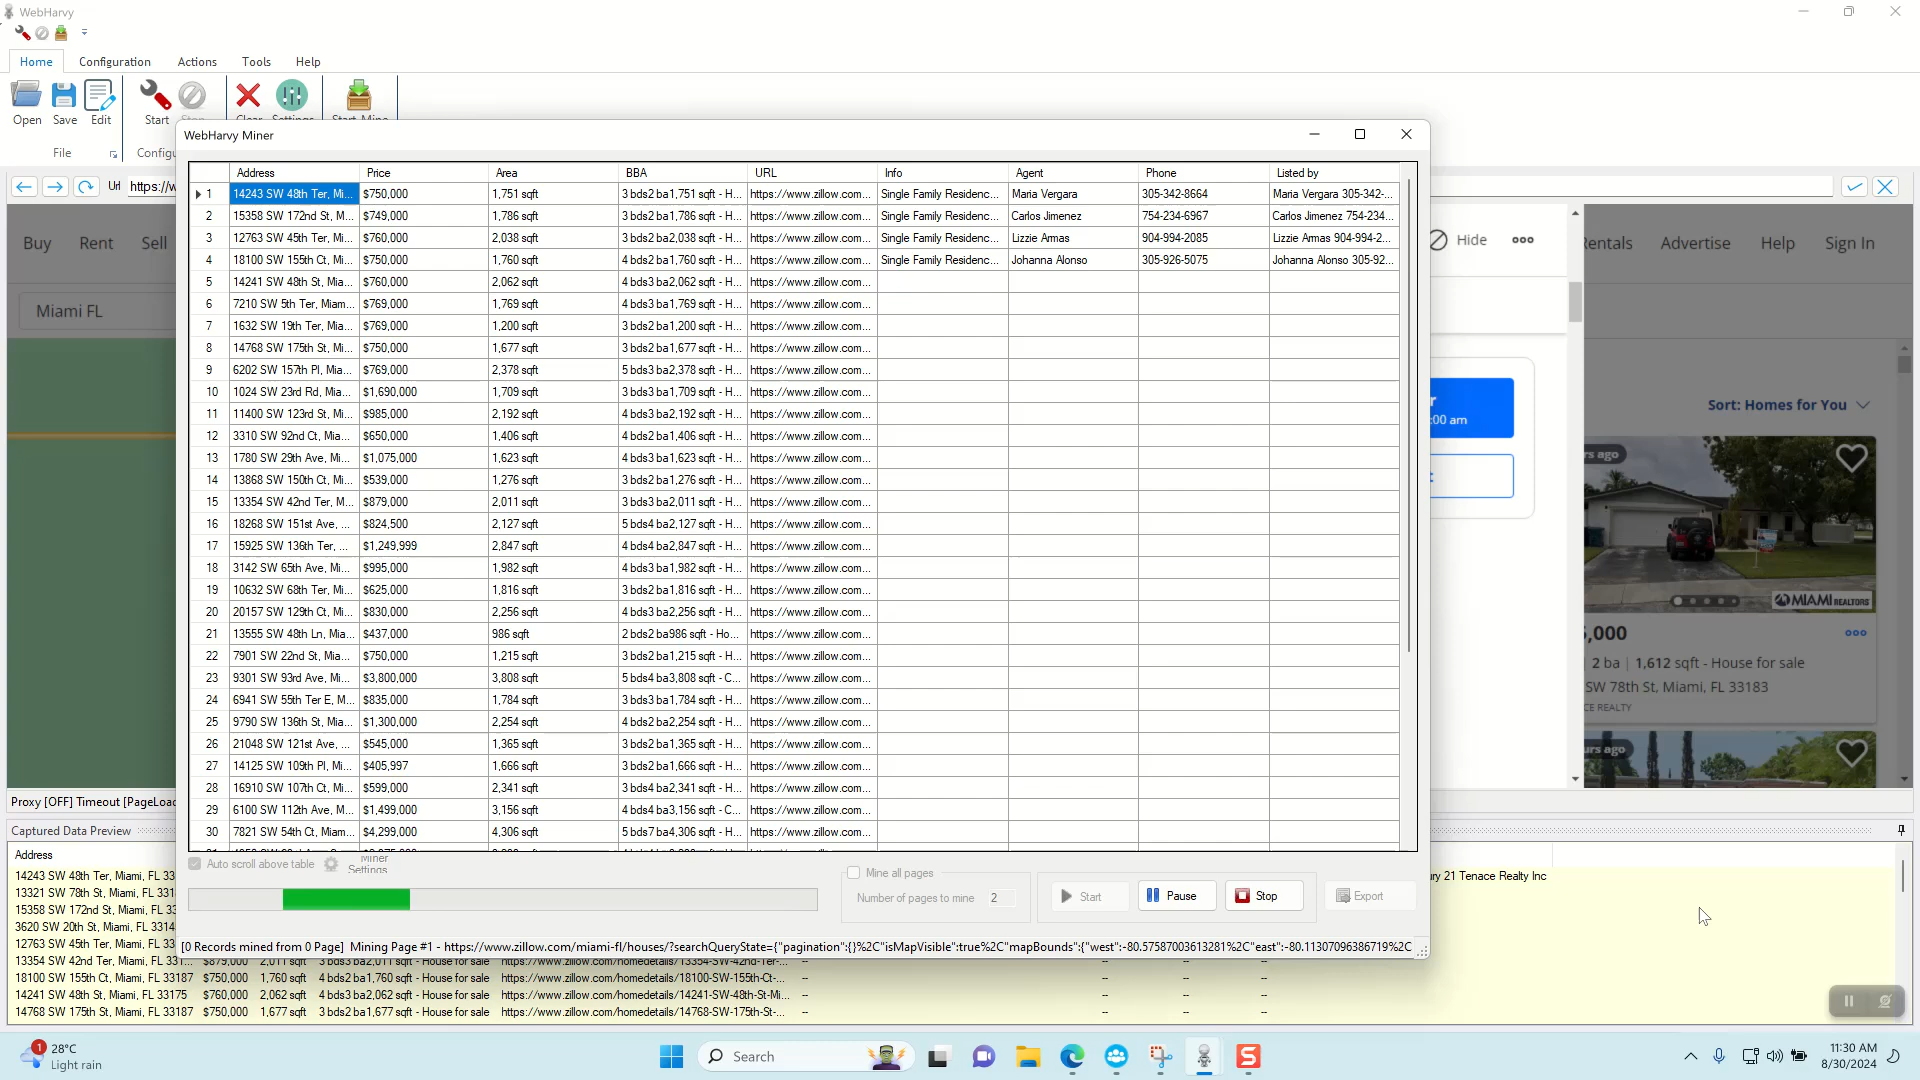 WebHarvy
Home Configuration Actions Tools Help
Open Save Edit Start Stop Clear Settings Start-Mine
File Configu
WebHarvy Miner
Url https://w
Buy Rent Sell
Miami FL
Address Price Area BBA URL Info Agent Phone Listed by
1 14243 SW 48th Ter, Mi... $750,000 1,751 sqft 3 bds2 ba1,751 sqft - H... https://www.zillow.com... Single Family Residenc... Maria Vergara 305-342-8664 Maria Vergara 305-342-...
2 15358 SW 172nd St, M... $749,000 1,786 sqft 3 bds2 ba1,786 sqft - H... https://www.zillow.com... Single Family Residenc... Carlos Jimenez 754-234-6967 Carlos Jimenez 754-234...
3 12763 SW 45th Ter, Mi... $760,000 2,038 sqft 3 bds2 ba2,038 sqft - H... https://www.zillow.com... Single Family Residenc... Lizzie Armas 904-994-2085 Lizzie Armas 904-994-2...
4 18100 SW 155th Ct, Mi... $750,000 1,760 sqft 4 bds2 ba1,760 sqft - H... https://www.zillow.com... Single Family Residenc... Johanna Alonso 305-926-5075 Johanna Alonso 305-92...
5 14241 SW 48th St, Mi... $760,000 2,062 sqft 4 bds3 ba2,062 sqft - H... https://www.zillow.com...
6 7210 SW 5th Ter, Miam... $769,000 1,769 sqft 4 bds3 ba1,769 sqft - H... https://www.zillow.com...
7 1632 SW 19th Ter, Mia... $769,000 1,200 sqft 3 bds2 ba1,200 sqft - H... https://www.zillow.com...
8 14768 SW 175th St, Mi... $750,000 1,677 sqft 3 bds2 ba1,677 sqft - H... https://www.zillow.com...
9 6202 SW 157th Pl, Mia... $769,000 2,378 sqft 5 bds3 ba2,378 sqft - H... https://www.zillow.com...
10 1024 SW 23rd Rd, Mia... $1,690,000 1,709 sqft 3 bds3 ba1,709 sqft - H... https://www.zillow.com...
11 11400 SW 123rd St, Mi... $985,000 2,192 sqft 4 bds3 ba2,192 sqft - H... https://www.zillow.com...
12 3310 SW 92nd Ct, Mia... $650,000 1,406 sqft 4 bds2 ba1,406 sqft - H... https://www.zillow.com...
13 1780 SW 29th Ave, Mi... $1,075,000 1,623 sqft 4 bds3 ba1,623 sqft - H... https://www.zillow.com...
14 13868 SW 150th Ct, Mi... $539,000 1,276 sqft 3 bds2 ba1,276 sqft - H... https://www.zillow.com...
15 13354 SW 42nd Ter, M... $879,000 2,011 sqft 3 bds3 ba2,011 sqft - H... https://www.zillow.com...
16 18268 SW 151st Ave, ... $824,500 2,127 sqft 5 bds4 ba2,127 sqft - H... https://www.zillow.com...
17 15925 SW 136th Ter, ... $1,249,999 2,847 sqft 4 bds4 ba2,847 sqft - H... https://www.zillow.com...
18 3142 SW 65th Ave, Mi... $995,000 1,982 sqft 4 bds3 ba1,982 sqft - H... https://www.zillow.com...
19 10632 SW 68th Ter, Mi... $625,000 1,816 sqft 3 bds2 ba1,816 sqft - H... https://www.zillow.com...
20 20157 SW 129th Ct, Mi... $830,000 2,256 sqft 4 bds3 ba2,256 sqft - H... https://www.zillow.com...
21 13555 SW 48th Ln, Mia... $437,000 986 sqft 2 bds2 ba986 sqft - Ho... https://www.zillow.com...
22 7901 SW 22nd St, Mia... $750,000 1,215 sqft 3 bds2 ba1,215 sqft - H... https://www.zillow.com...
23 9301 SW 93rd Ave, Mi... $3,800,000 3,808 sqft 5 bds4 ba3,808 sqft - C... https://www.zillow.com...
24 6941 SW 55th Ter E, M... $835,000 1,784 sqft 3 bds3 ba1,784 sqft - H... https://www.zillow.com...
25 9790 SW 136th St, Mia... $1,300,000 2,254 sqft 4 bds2 ba2,254 sqft - H... https://www.zillow.com...
26 21048 SW 121st Ave, ... $545,000 1,365 sqft 3 bds2 ba1,365 sqft - H... https://www.zillow.com...
27 14125 SW 109th Pl, Mi... $405,997 1,666 sqft 3 bds2 ba1,666 sqft - H... https://www.zillow.com...
28 16910 SW 107th Ct, Mi... $599,000 2,341 sqft 3 bds4 ba2,341 sqft - H... https://www.zillow.com...
29 6100 SW 112th Ave, M... $1,499,000 3,156 sqft 4 bds4 ba3,156 sqft - C... https://www.zillow.com...
30 7821 SW 54th Ct, Miam... $4,299,000 4,306 sqft 5 bds7 ba4,306 sqft - H... https://www.zillow.com...
Auto scroll above table Miner Settings
Mine all pages
Number of pages to mine 2
Start Pause Stop Export
[0 Records mined from 0 Page] Mining Page #1 - https://www.zillow.com/miami-fl/houses/?searchQueryState={"pagination":{}%2C"isMapVisible":true%2C"mapBounds":{"west":-80.57587003613281%2C"east":-80.11307096386719%2C
Hide
Rentals Advertise Help Sign In
r
:00 am
t
Sort: Homes for You
rs ago
MIAMI REALTORS
5,000
2 ba | 1,612 sqft - House for sale
SW 78th St, Miami, FL 33183
CE REALTY
urs ago
Proxy [OFF] Timeout [PageLoad
Captured Data Preview
Address
14243 SW 48th Ter, Miami, FL 33 ry 21 Tenace Realty Inc
13321 SW 78th St, Miami, FL 331
15358 SW 172nd St, Miami, FL 33
3620 SW 20th St, Miami, FL 3314
12763 SW 45th Ter, Miami, FL 33
13354 SW 42nd Ter, Miami, FL 331... $879,000 2,011 sqft 3 bds3 ba2,011 sqft - House for sale https://www.zillow.com/homedetails/13354-SW-42nd-Ter-... -- -- --
18100 SW 155th Ct, Miami, FL 33187 $750,000 1,760 sqft 4 bds2 ba1,760 sqft - House for sale https://www.zillow.com/homedetails/18100-SW-155th-Ct-... -- -- --
14241 SW 48th St, Miami, FL 33175 $760,000 2,062 sqft 4 bds3 ba2,062 sqft - House for sale https://www.zillow.com/homedetails/14241-SW-48th-St-Mi... -- -- --
14768 SW 175th St, Miami, FL 33187 $750,000 1,677 sqft 3 bds2 ba1,677 sqft - House for sale https://www.zillow.com/homedetails/14768-SW-175th-St-... -- -- --
1
28°C
Light rain
Search
S
11:30 AM
8/30/2024